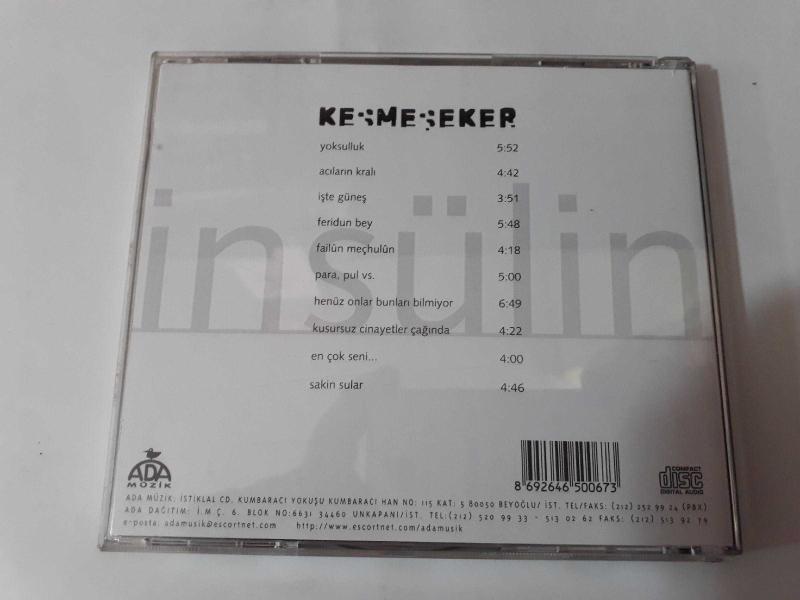 KESMEŞEKER
yoksulluk 5:52
acıların kralı 4:42
işte güneş 3:51
feridun bey 5:48
failûn meçhulûn 4:18
para, pul vs. 5:00
henüz onlar bunları bilmiyor 6:49
kusursuz cinayetler çağında 4:22
en çok seni... 4:00
sakin sular 4:46
insülin
8 692646 500673
ADA
MÜZİK
COMPACT
disc
DIGITAL AUDIO
ADA MÜZİK: İSTİKLAL CD. KUMBARACI YOKUŞU KUMBARACI HAN NO: 115 KAT: 5 80050 BEYOĞLU/ İST. TEL/FAKS: (212) 252 99 24 (PBX)
ADA DAĞITIM: İ.M.Ç. 6. BLOK NO:6631 34460 UNKAPANI/İST. TEL:(212) 520 99 33 - 513 02 62 FAKS: (212) 513 92 19
e-posta: adamusik@escortnet.com http://www.escortnet.com/adamusik